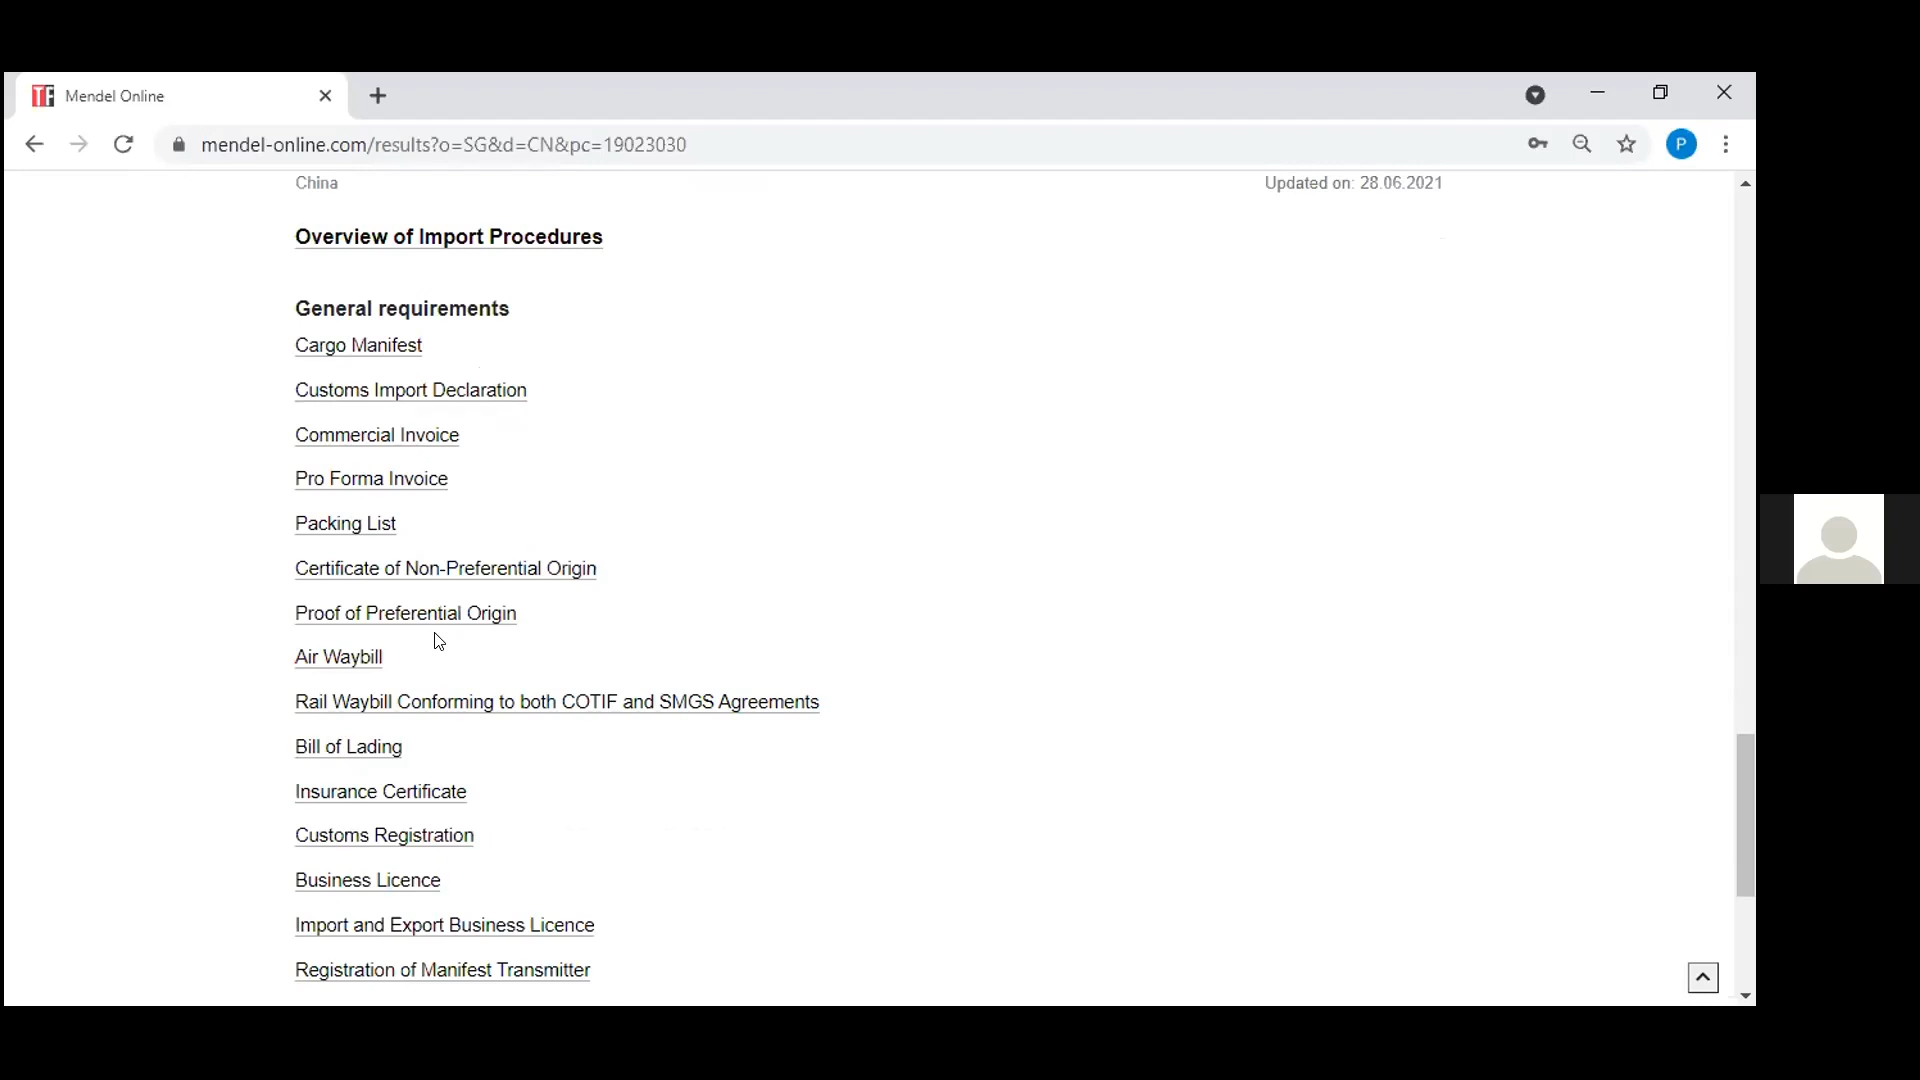 TF Mendel Online
mendel-online.com/results?o=SG&d=CN&pc=19023030
P
China
Updated on: 28.06.2021
Overview of Import Procedures
General requirements
Cargo Manifest
Customs Import Declaration
Commercial Invoice
Pro Forma Invoice
Packing List
Certificate of Non-Preferential Origin
Proof of Preferential Origin
Air Waybill
Rail Waybill Conforming to both COTIF and SMGS Agreements
Bill of Lading
Insurance Certificate
Customs Registration
Business Licence
Import and Export Business Licence
Registration of Manifest Transmitter